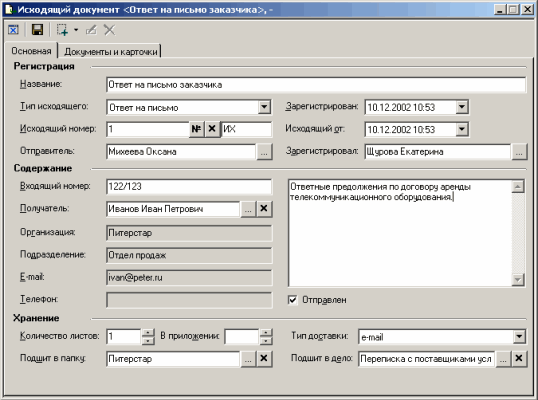 Исходящий документ <Ответ на письмо заказчика>, -
Основная Документы и карточки
Регистрация
Название: Ответ на письмо заказчика
Тип исходящего: Ответ на письмо Зарегистрирован: 10.12.2002 10:53
Исходящий номер: 1 № ИХ Исходящий от: 10.12.2002 10:53
Отправитель: Михеева Оксана ... Зарегистрировал: Щурова Екатерина ...
Содержание
Входящий номер: 122/123
Ответные предолжения по договору аренды
телекоммуникационного оборудования.
Получатель: Иванов Иван Петрович ...
Организация: Питерстар
Подразделение: Отдел продаж
E-mail: ivan@peter.ru
Телефон: Отправлен
Хранение
Количество листов: 1 В приложении: Тип доставки: e-mail
Подшит в папку: Питерстар ... Подшит в дело: Переписка с поставщиками усл ...